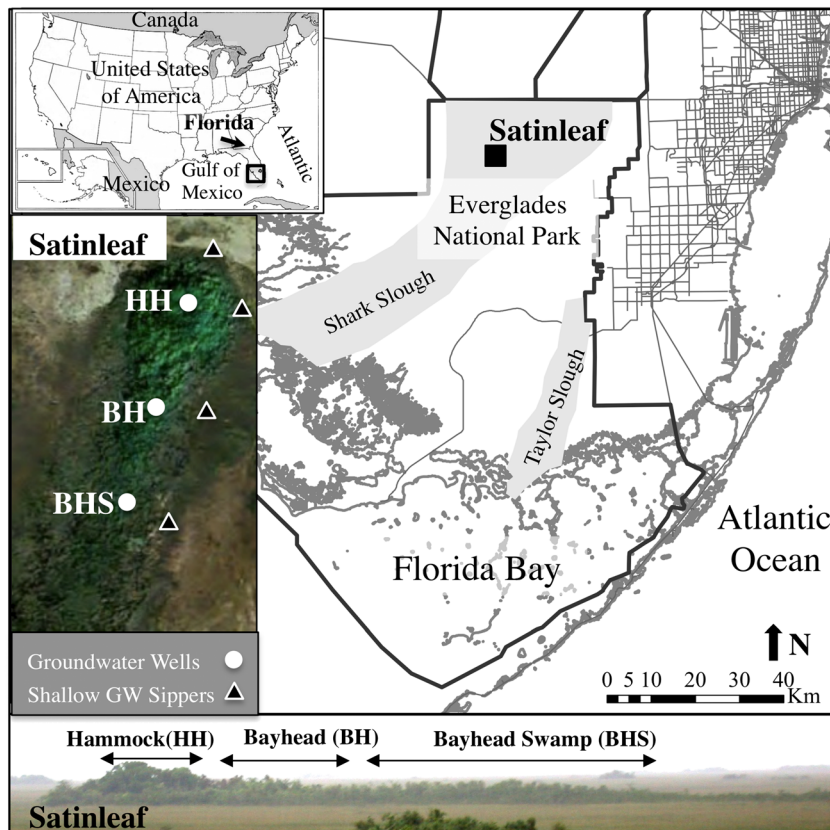 Canada
United States
of America
Florida
Atlantic
Gulf of
Mexico
Mexico
Satinleaf
Everglades
National Park
Shark Slough
Taylor Slough
Florida Bay
Atlantic
Ocean
N
0 5 10 20 30 40
Km
Satinleaf
HH
BH
BHS
Groundwater Wells
Shallow GW Sippers
Hammock(HH)
Bayhead (BH)
Bayhead Swamp (BHS)
Satinleaf